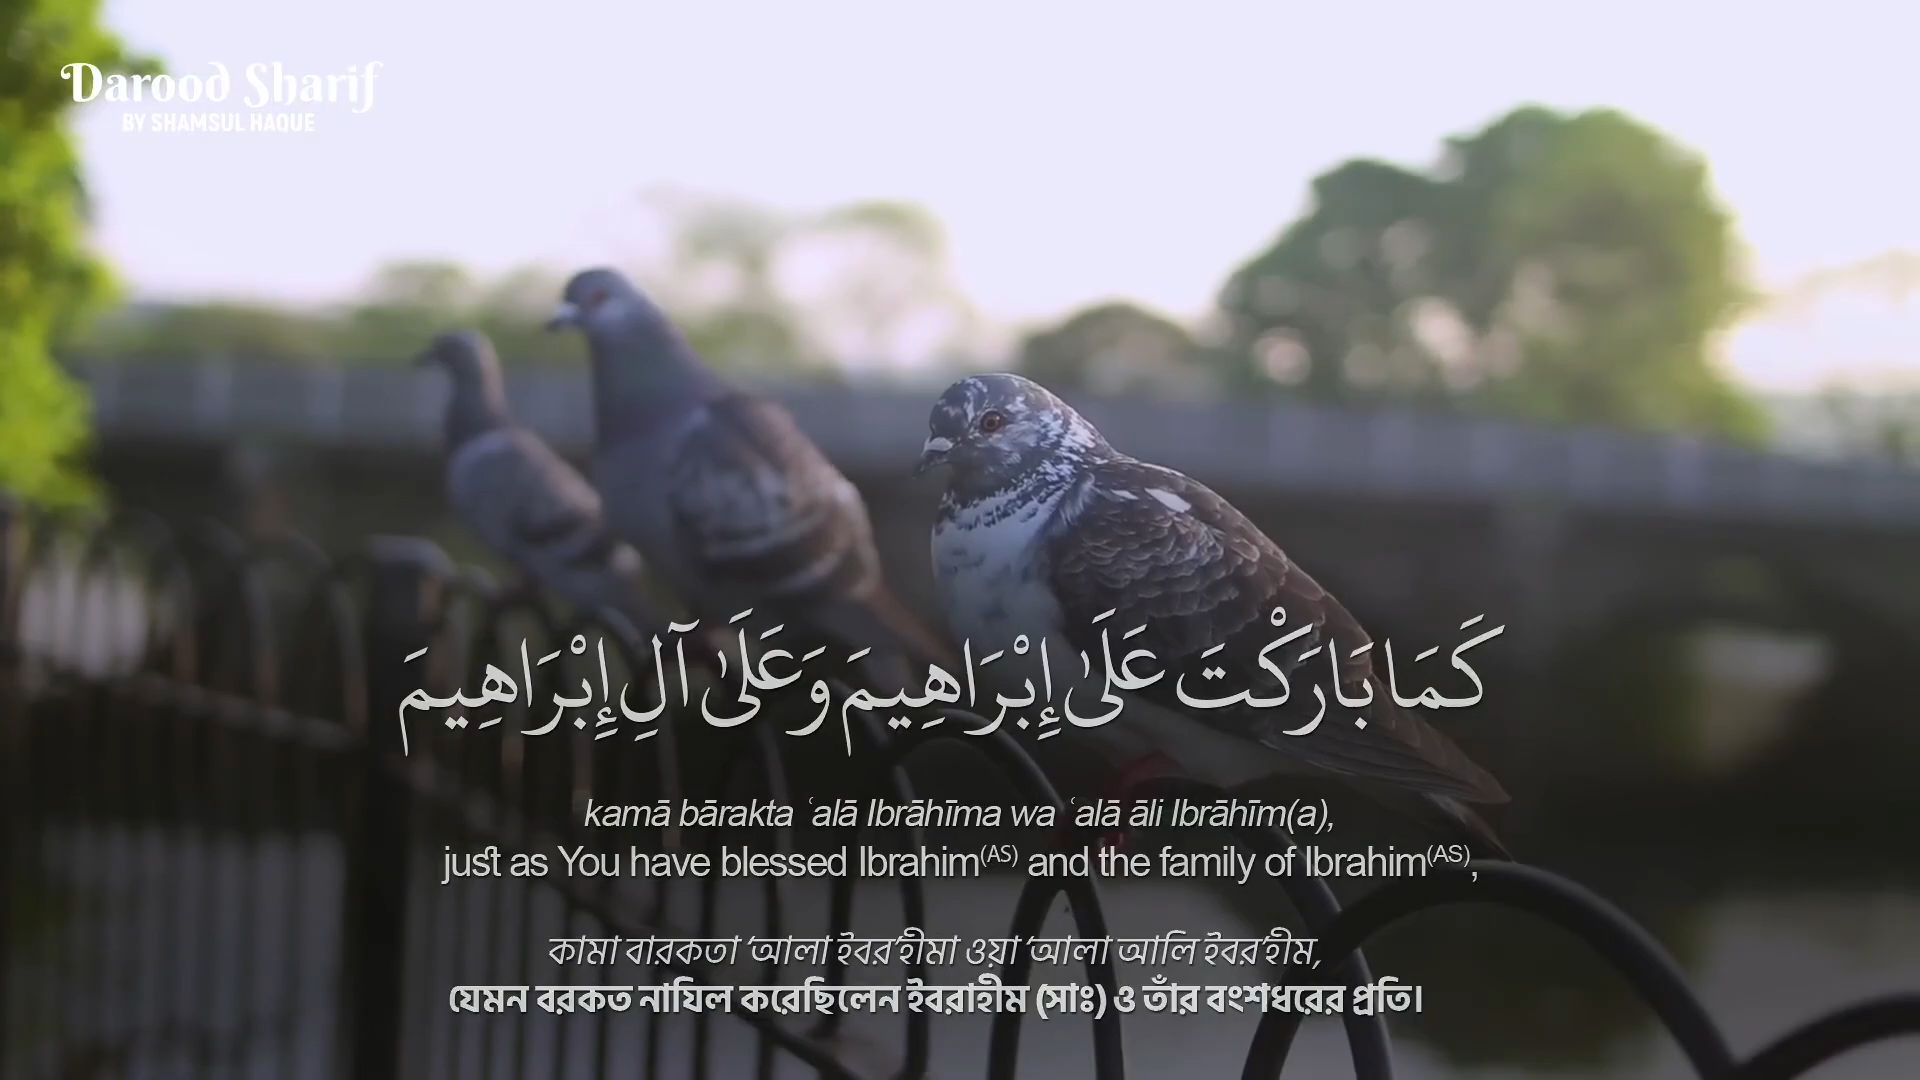 Darood Sharif
BY SHAMSUL HAQUE
كَمَا بَارَكْتَ عَلَىٰ إِبْرَاهِيمَ وَعَلَىٰ آلِ إِبْرَاهِيمَ
kamā bārakta ʿalā Ibrāhīma wa ʿalā āli Ibrāhīm(a),
just as You have blessed Ibrahim(AS) and the family of Ibrahim(AS),
কামা বারকতা ‘আলা ইবর’হীমা ওয়া ‘আলা আলি ইবর’হীম,
যেমন বরকত নাযিল করেছিলেন ইবরাহীম (সাঃ) ও তাঁর বংশধরের প্রতি।